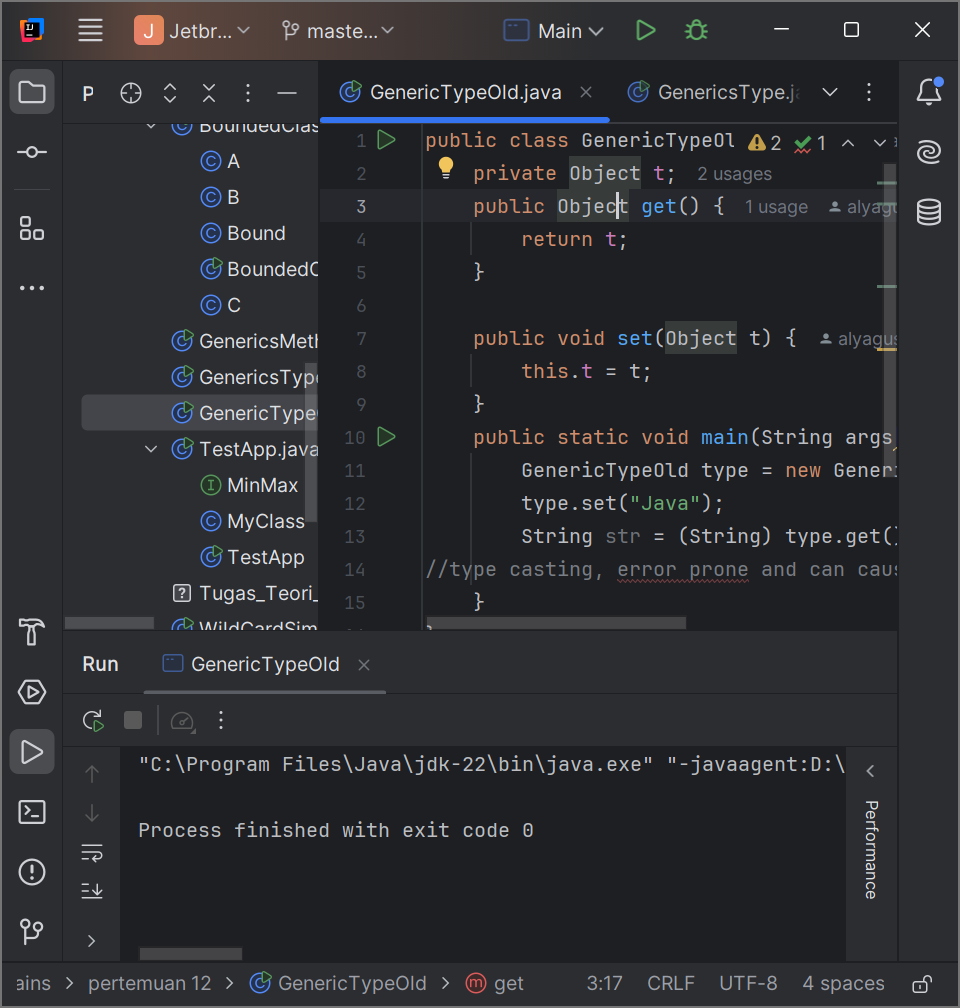 J Jetbr... maste... Main
P GenericTypeOld.java GenericsType.ja
BoundedClas
A
B
Bound
BoundedC
C
GenericsMeth
GenericsType
GenericType
TestApp.java
MinMax
MyClass
TestApp
Tugas_Teori_
WildCardSim
1 public class GenericTypeOl 2 1
2 private Object t; 2 usages
3 public Object get() { 1 usage alyagu
4 return t;
5 }
6
7 public void set(Object t) { alyagus
8 this.t = t;
9 }
10 public static void main(String args
11 GenericTypeOld type = new Generi
12 type.set("Java");
13 String str = (String) type.get()
14 //type casting, error prone and can caus
15 }
Run GenericTypeOld
"C:\Program Files\Java\jdk-22\bin\java.exe" "-javaagent:D:\
Process finished with exit code 0
Performance
ains > pertemuan 12 > GenericTypeOld > m get 3:17 CRLF UTF-8 4 spaces